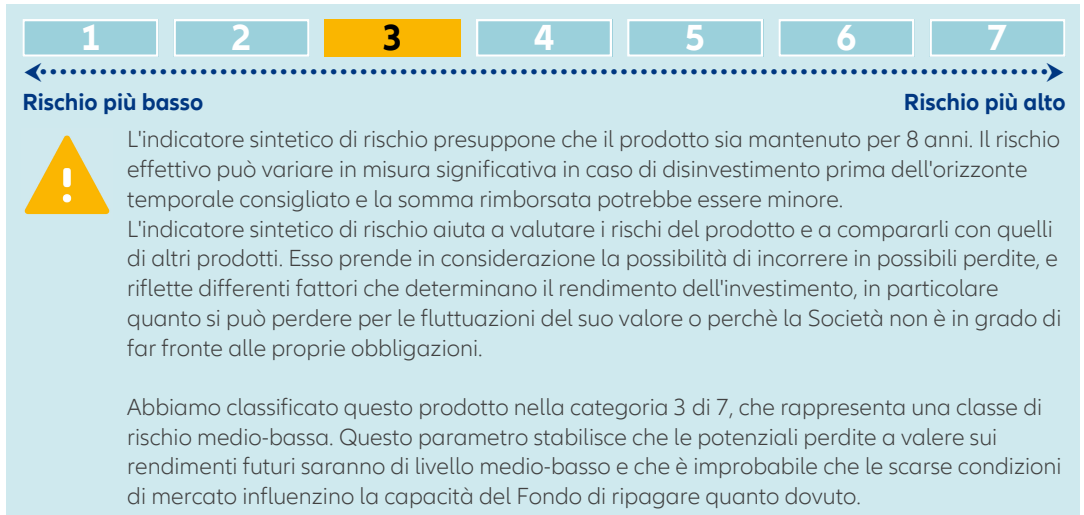 1 2 3 4 5 6 7
Rischio più basso Rischio più alto
L'indicatore sintetico di rischio presuppone che il prodotto sia mantenuto per 8 anni. Il rischio
effettivo può variare in misura significativa in caso di disinvestimento prima dell'orizzonte
temporale consigliato e la somma rimborsata potrebbe essere minore.
L'indicatore sintetico di rischio aiuta a valutare i rischi del prodotto e a compararli con quelli
di altri prodotti. Esso prende in considerazione la possibilità di incorrere in possibili perdite, e
riflette differenti fattori che determinano il rendimento dell'investimento, in particolare
quanto si può perdere per le fluttuazioni del suo valore o perchè la Società non è in grado di
far fronte alle proprie obbligazioni.
Abbiamo classificato questo prodotto nella categoria 3 di 7, che rappresenta una classe di
rischio medio-bassa. Questo parametro stabilisce che le potenziali perdite a valere sui
rendimenti futuri saranno di livello medio-basso e che è improbabile che le scarse condizioni
di mercato influenzino la capacità del Fondo di ripagare quanto dovuto.